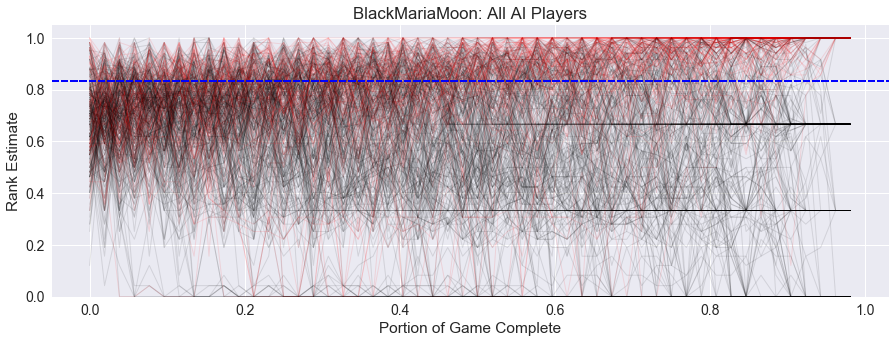 BlackMariaMoon: All AI Players
Rank Estimate
1.0
0.8
0.6
0.4
0.2
0.0
0.0 0.2 0.4 0.6 0.8 1.0
Portion of Game Complete